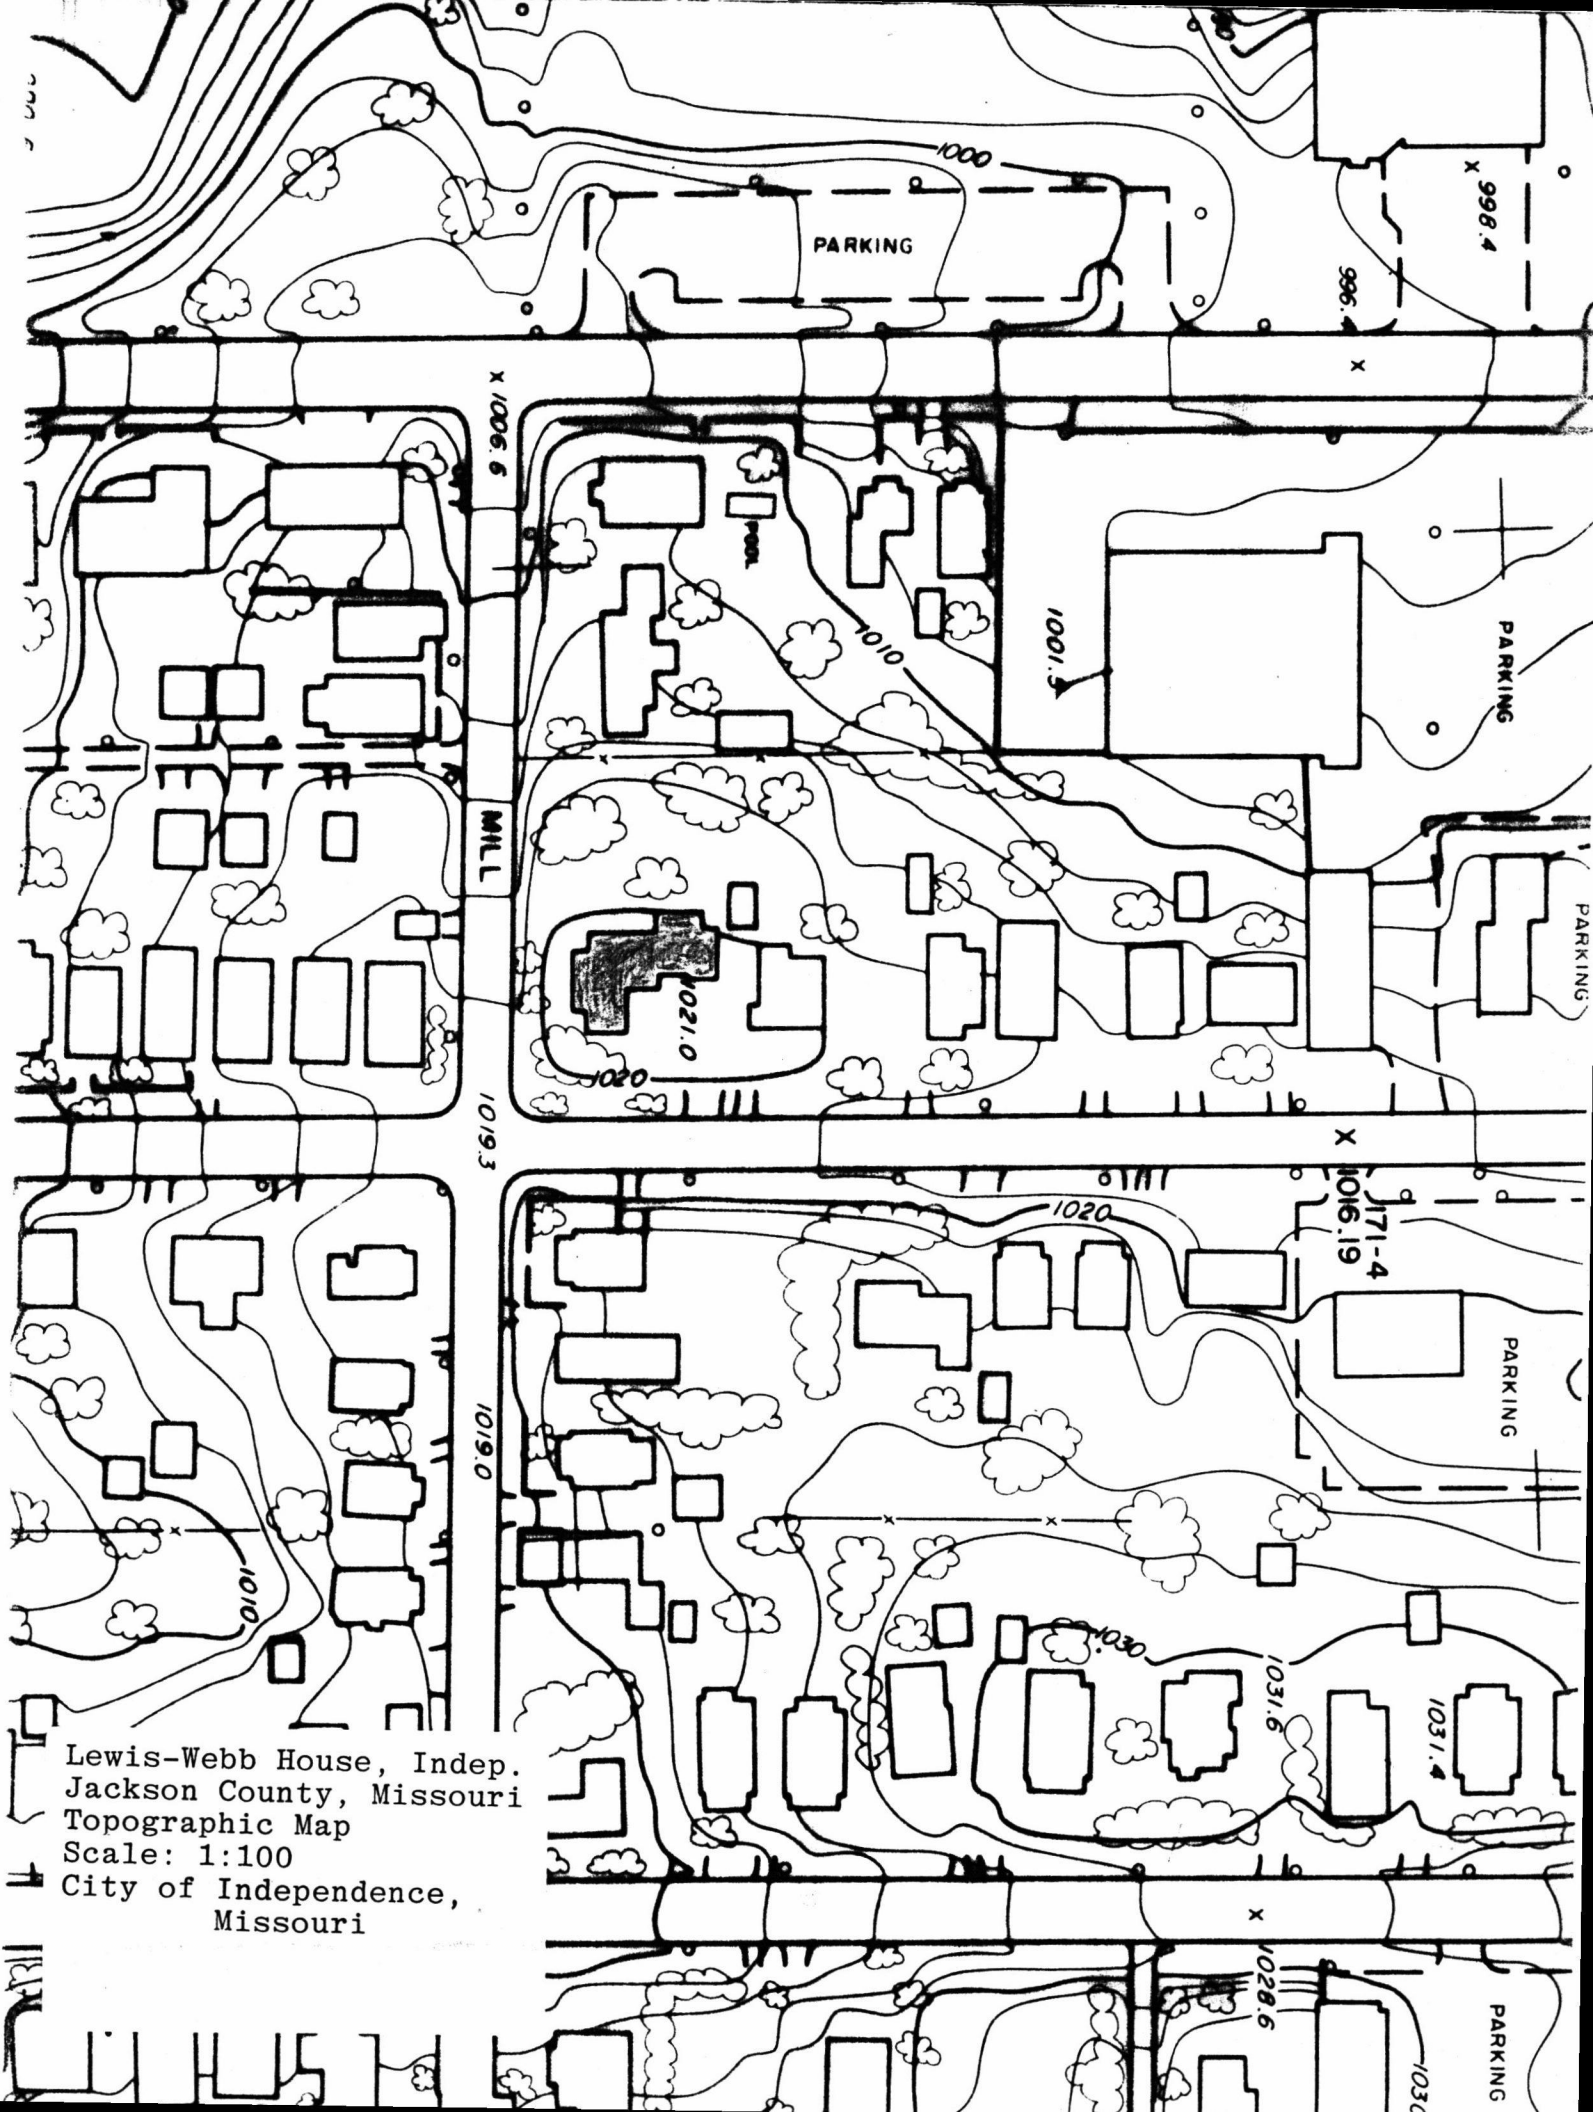 1000
PARKING
998.4
996.4
1006.6
POOL
1010
1001.5
PARKING
MILL
PARKING
1021.0
1020
1019.3
1016.19
171-4
1020
PARKING
1019.0
1010
1030
1031.6
1031.4
Lewis-Webb House, Indep.
Jackson County, Missouri
Topographic Map
Scale: 1:100
City of Independence,
Missouri
1028.6
PARKING